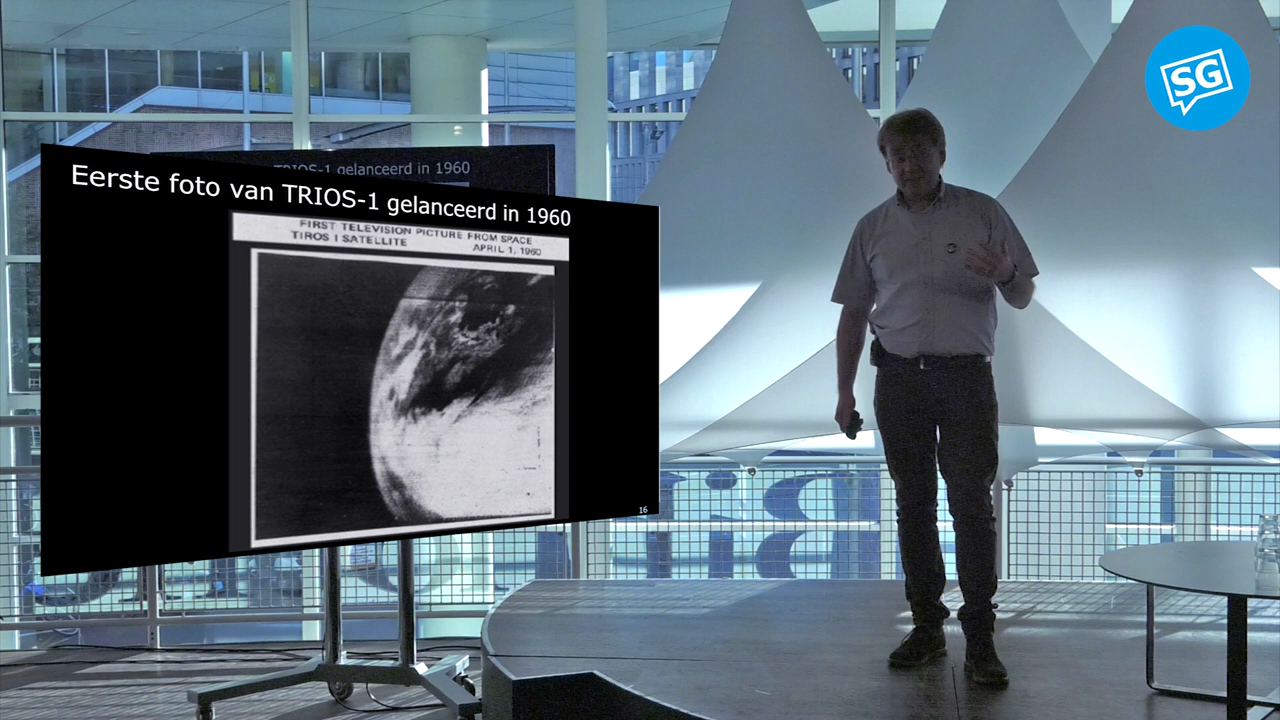 SG
TRIOS-1 gelanceerd in 1960
Eerste foto van TRIOS-1 gelanceerd in 1960
FIRST TELEVISION PICTURE FROM SPACE
TIROS I SATELLITE APRIL 1, 1960
16